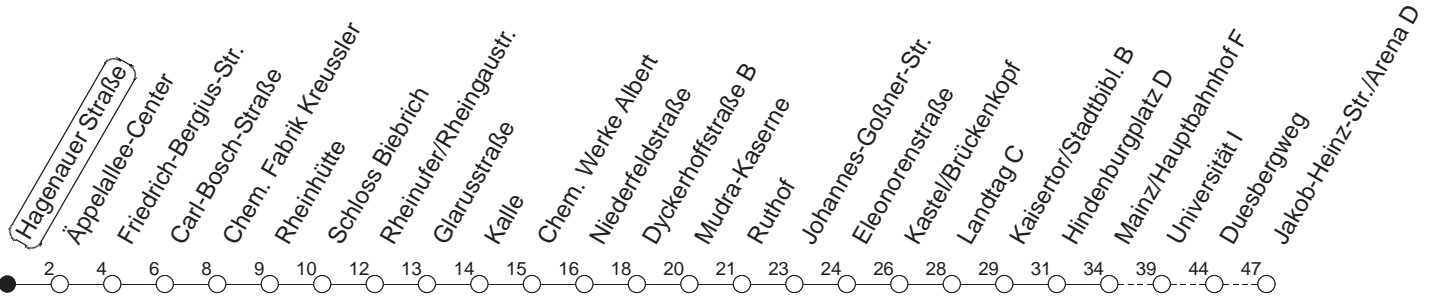 Hagenauer Straße
Äppelallee-Center
Friedrich-Bergius-Str.
Carl-Bosch-Straße
Chem. Fabrik Kreussler
Rheinhütte
Schloss Biebrich
Rheinufer/Rheingaustr.
Glarusstraße
Kalle
Chem. Werke Albert
Niederfeldstraße
Dyckerhoffstraße B
Mudra-Kaserne
Ruthof
Johannes-Goßner-Str.
Eleonorenstraße
Kastel/Brückenkopf
Landtag C
Kaisertor/Stadtbibl. B
Hindenburgplatz D
Mainz/Hauptbahnhof F
Universität I
Duesbergweg
Jakob-Heinz-Str./Arena D
2 4 6 8 9 10 12 13 14 15 16 18 20 21 23 24 26 28 29 31 34 39 44 47